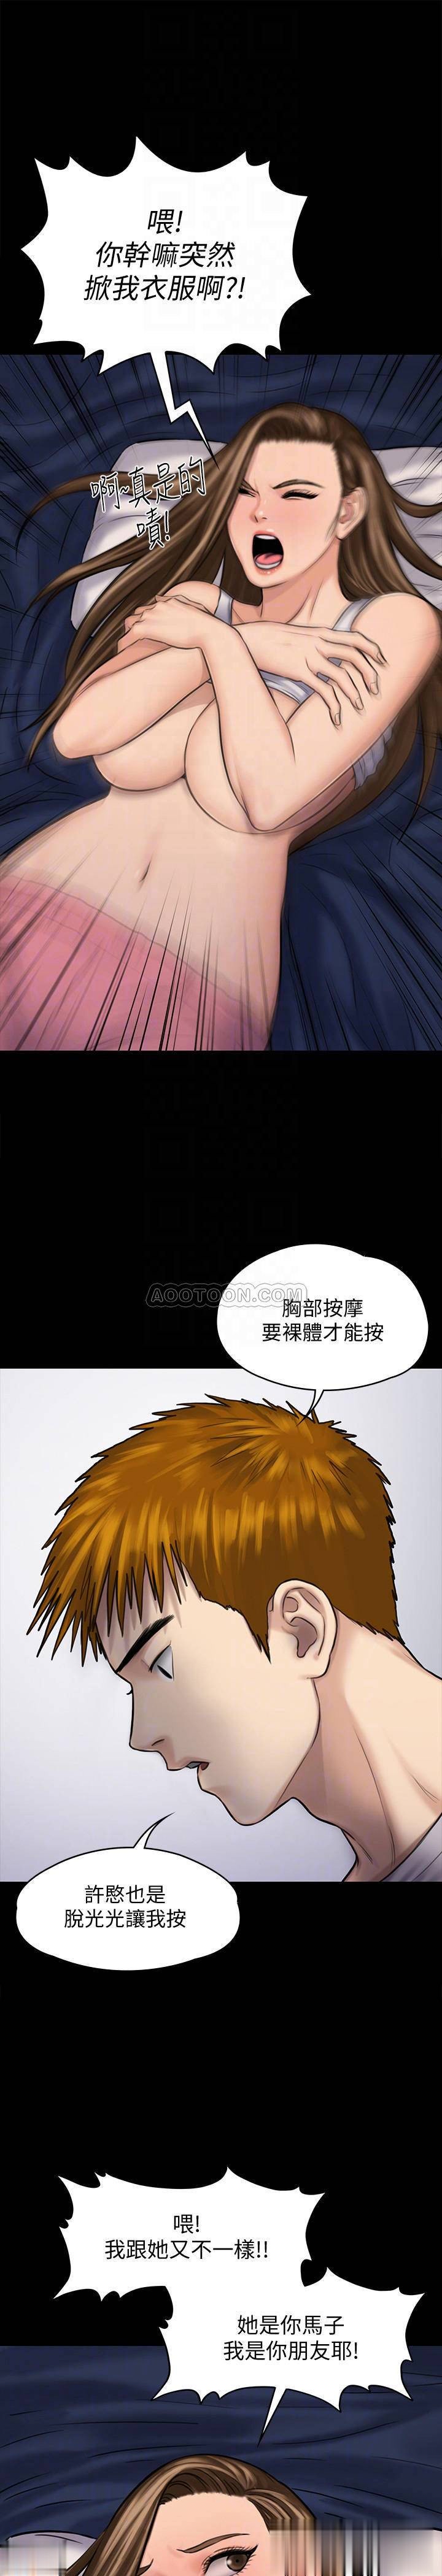 喂!
你幹嘛突然
掀我衣服啊?!
啊~真是的
嘖!
AOOTOON.COM
胸部按摩
要裸體才能按
許愍也是
脫光光讓我按
喂!
我跟她又不一樣!!
她是你馬子
我是你朋友耶!